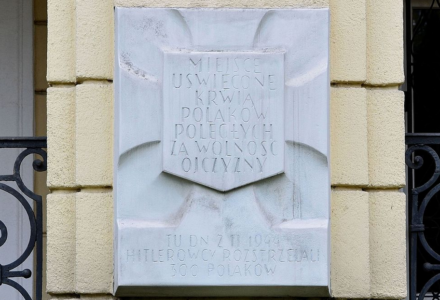 MIEJSCE
UŚWIĘCONE
KRWIĄ
POLAKÓW
POLEGŁYCH
ZA WOLNOŚĆ
OJCZYZNY
TU DN 2 II 1944
HITLEROWCY ROZSTRZELALI
300 POLAKÓW